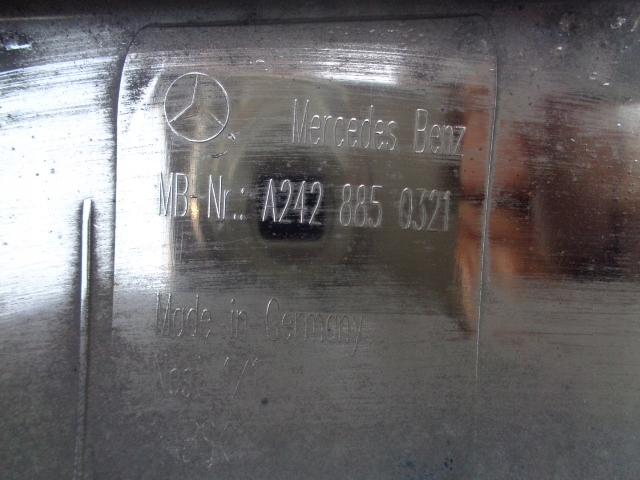 Mercedes Benz
MB-Nr.: A242 885 0321
Made in Germany